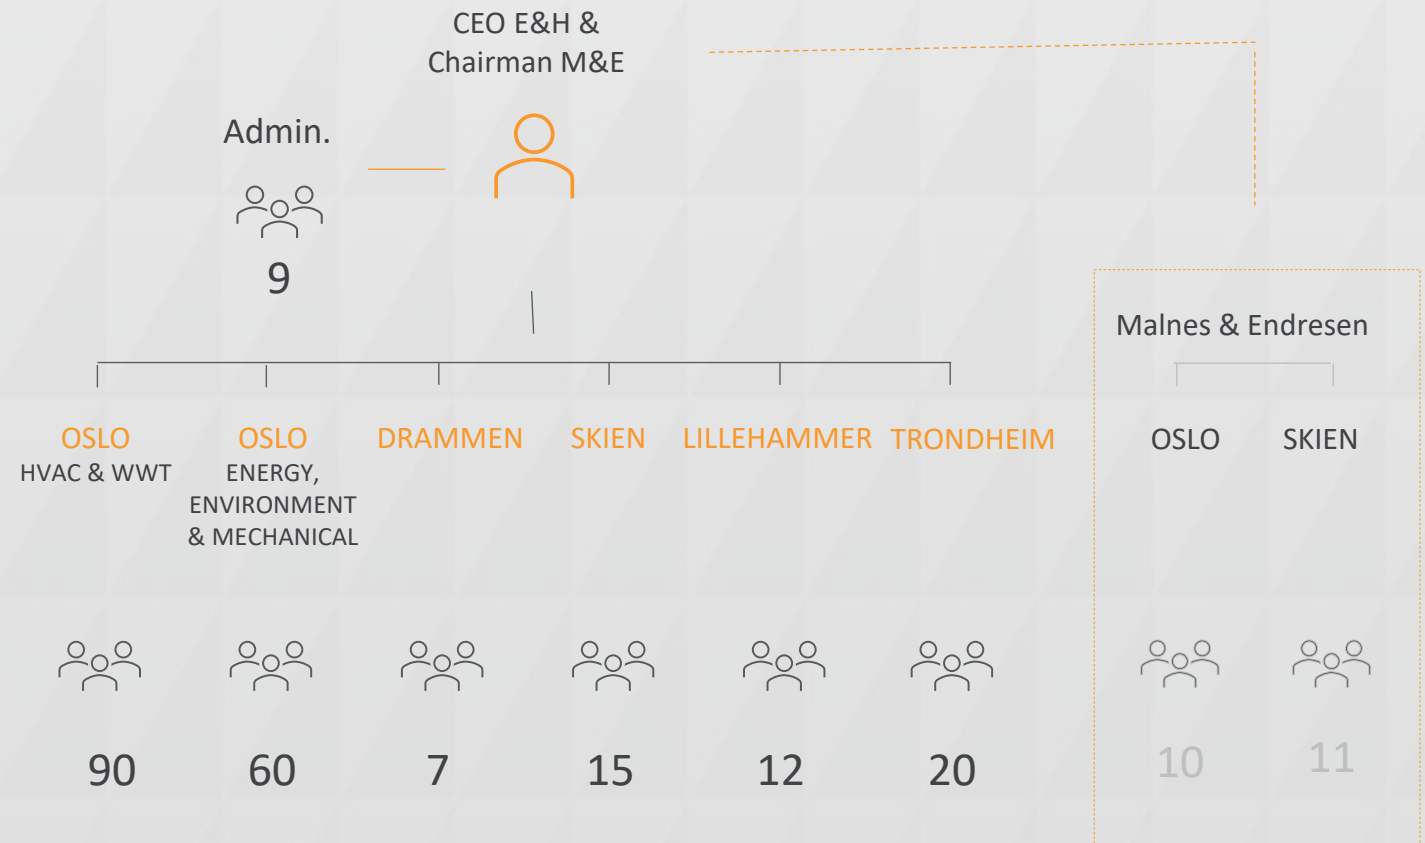 CEO E&H &
Chairman M&E
Admin.
9
Malnes & Endresen
OSLO
HVAC & WWT
OSLO
ENERGY,
ENVIRONMENT
& MECHANICAL
DRAMMEN
SKIEN
LILLEHAMMER
TRONDHEIM
OSLO
SKIEN
90
60
7
15
12
20
10
11